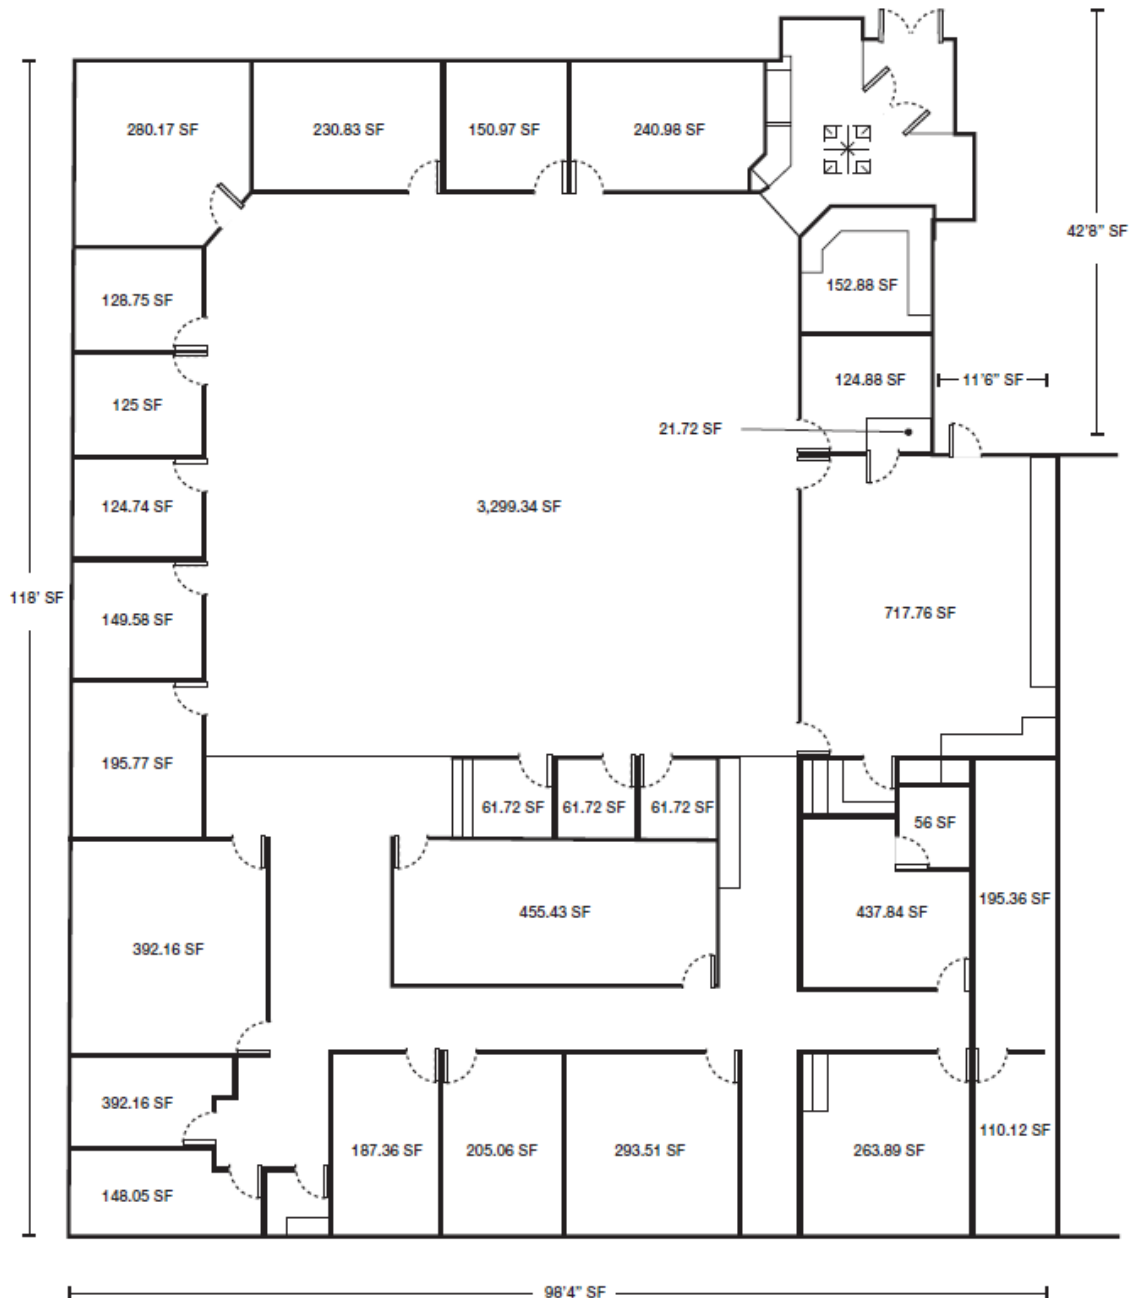 280.17 SF
230.83 SF
150.97 SF
240.98 SF
42'8" SF
128.75 SF
152.88 SF
125 SF
124.88 SF
11'6" SF
21.72 SF
124.74 SF
3,299.34 SF
118' SF
149.58 SF
717.76 SF
195.77 SF
61.72 SF
61.72 SF
61.72 SF
56 SF
392.16 SF
455.43 SF
437.84 SF
195.36 SF
392.16 SF
187.36 SF
205.06 SF
293.51 SF
263.89 SF
110.12 SF
148.05 SF
98'4" SF